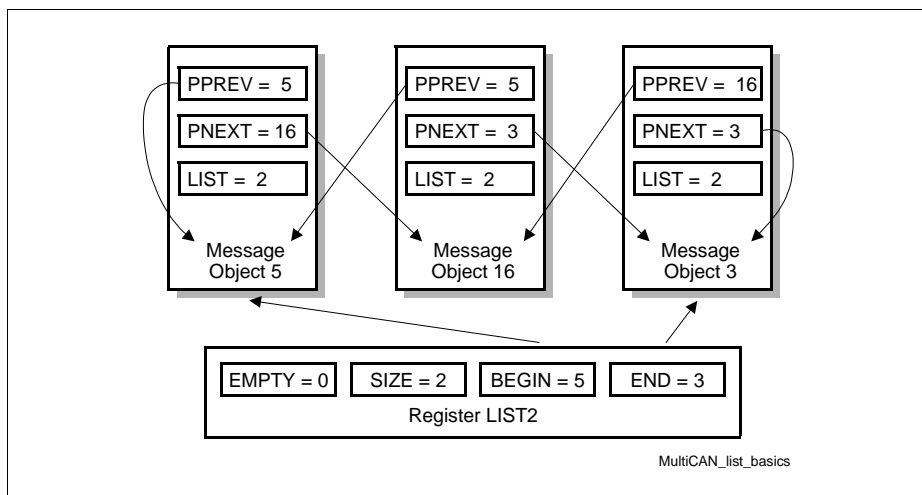 PPREV = 5
PNEXT = 16
LIST = 2
Message
Object 5
PPREV = 5
PNEXT = 3
LIST = 2
Message
Object 16
PPREV = 16
PNEXT = 3
LIST = 2
Message
Object 3
EMPTY = 0
SIZE = 2
BEGIN = 5
END = 3
Register LIST2
MultiCAN_list_basics